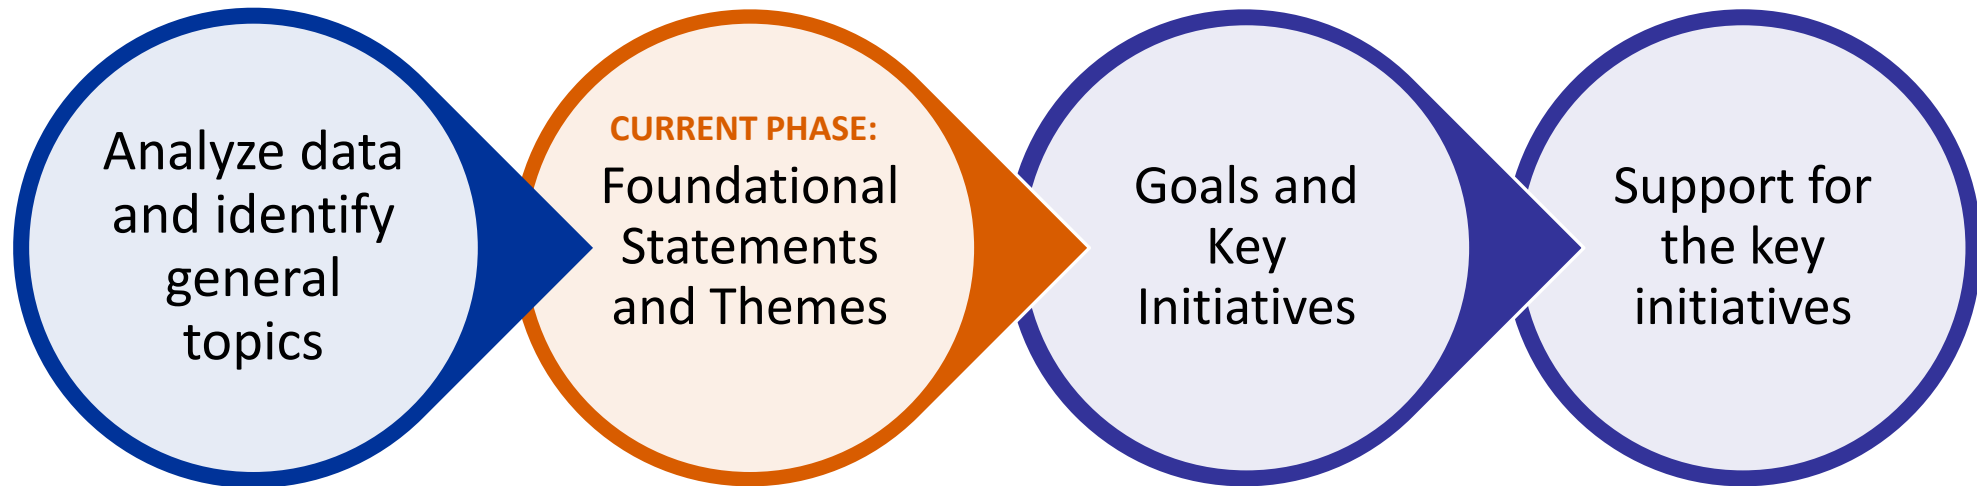 Analyze data
and identify
general
topics
CURRENT PHASE:
Foundational
Statements
and Themes
Goals and
Key
Initiatives
Support for
the key
initiatives